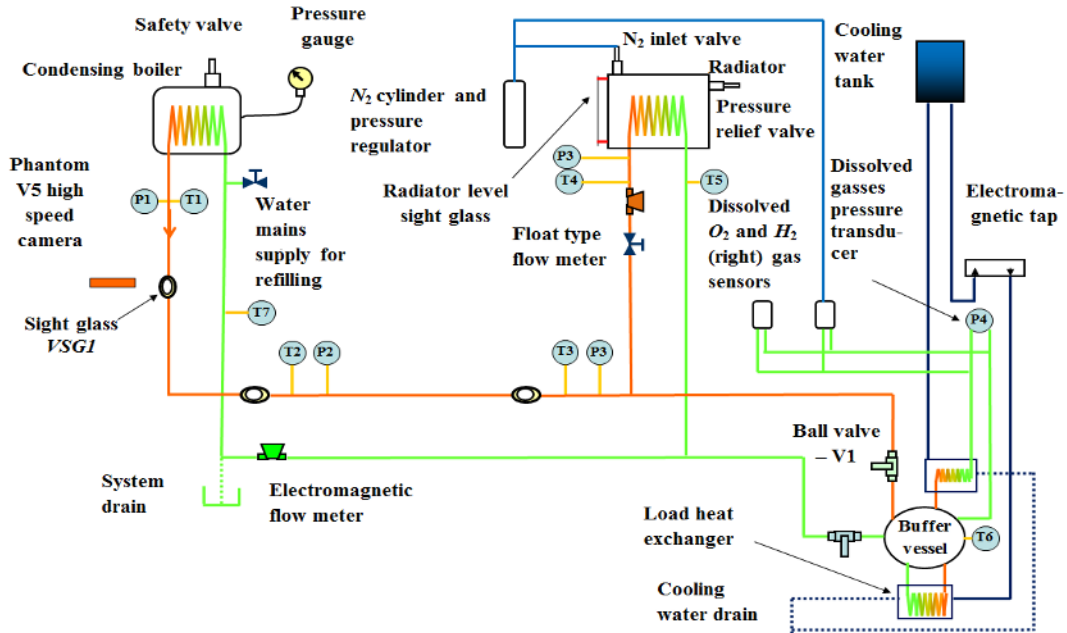 Safety valve
Pressure
gauge
Condensing boiler
N2 cylinder and
pressure
regulator
N2 inlet valve
Radiator
Pressure
relief valve
Cooling
water
tank
Phantom
V5 high
speed
camera
P1
T1
Water
mains
supply for
refilling
Radiator level
sight glass
P3
T4
T5
Float type
flow meter
Dissolved
O2 and H2
(right) gas
sensors
Dissolved
gasses
pressure
transdu-
cer
Electroma-
gnetic tap
Sight glass
VSG1
T7
P4
T2
P2
T3
P3
Ball valve
– V1
System
drain
Electromagnetic
flow meter
Load heat
exchanger
Buffer
vessel
T6
Cooling
water drain